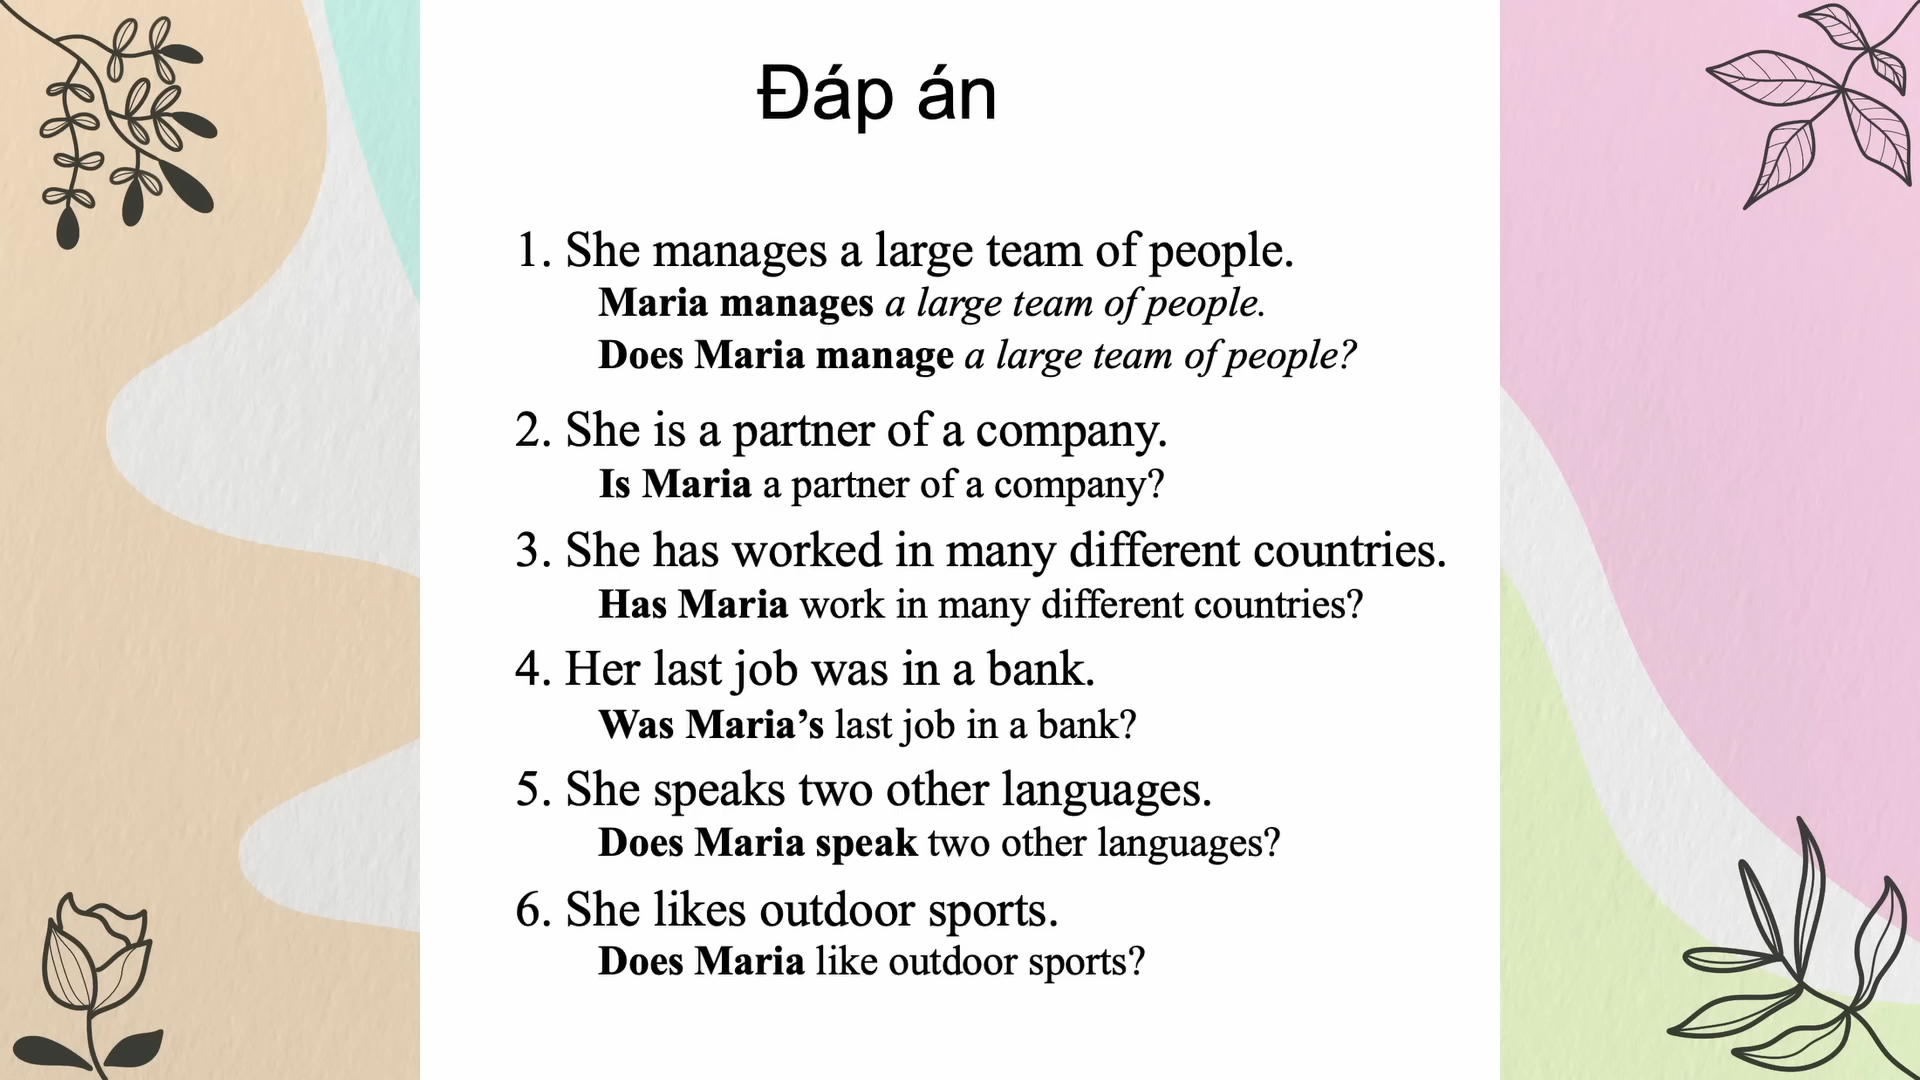 Đáp án
1. She manages a large team of people.
Maria manages a large team of people.
Does Maria manage a large team of people?
2. She is a partner of a company.
Is Maria a partner of a company?
3. She has worked in many different countries.
Has Maria work in many different countries?
4. Her last job was in a bank.
Was Maria’s last job in a bank?
5. She speaks two other languages.
Does Maria speak two other languages?
6. She likes outdoor sports.
Does Maria like outdoor sports?